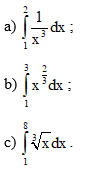 a) ∫₁² 1/x³ dx ;
b) ∫₁³ x^(2/3) dx ;
c) ∫₁⁸ ∛x dx .